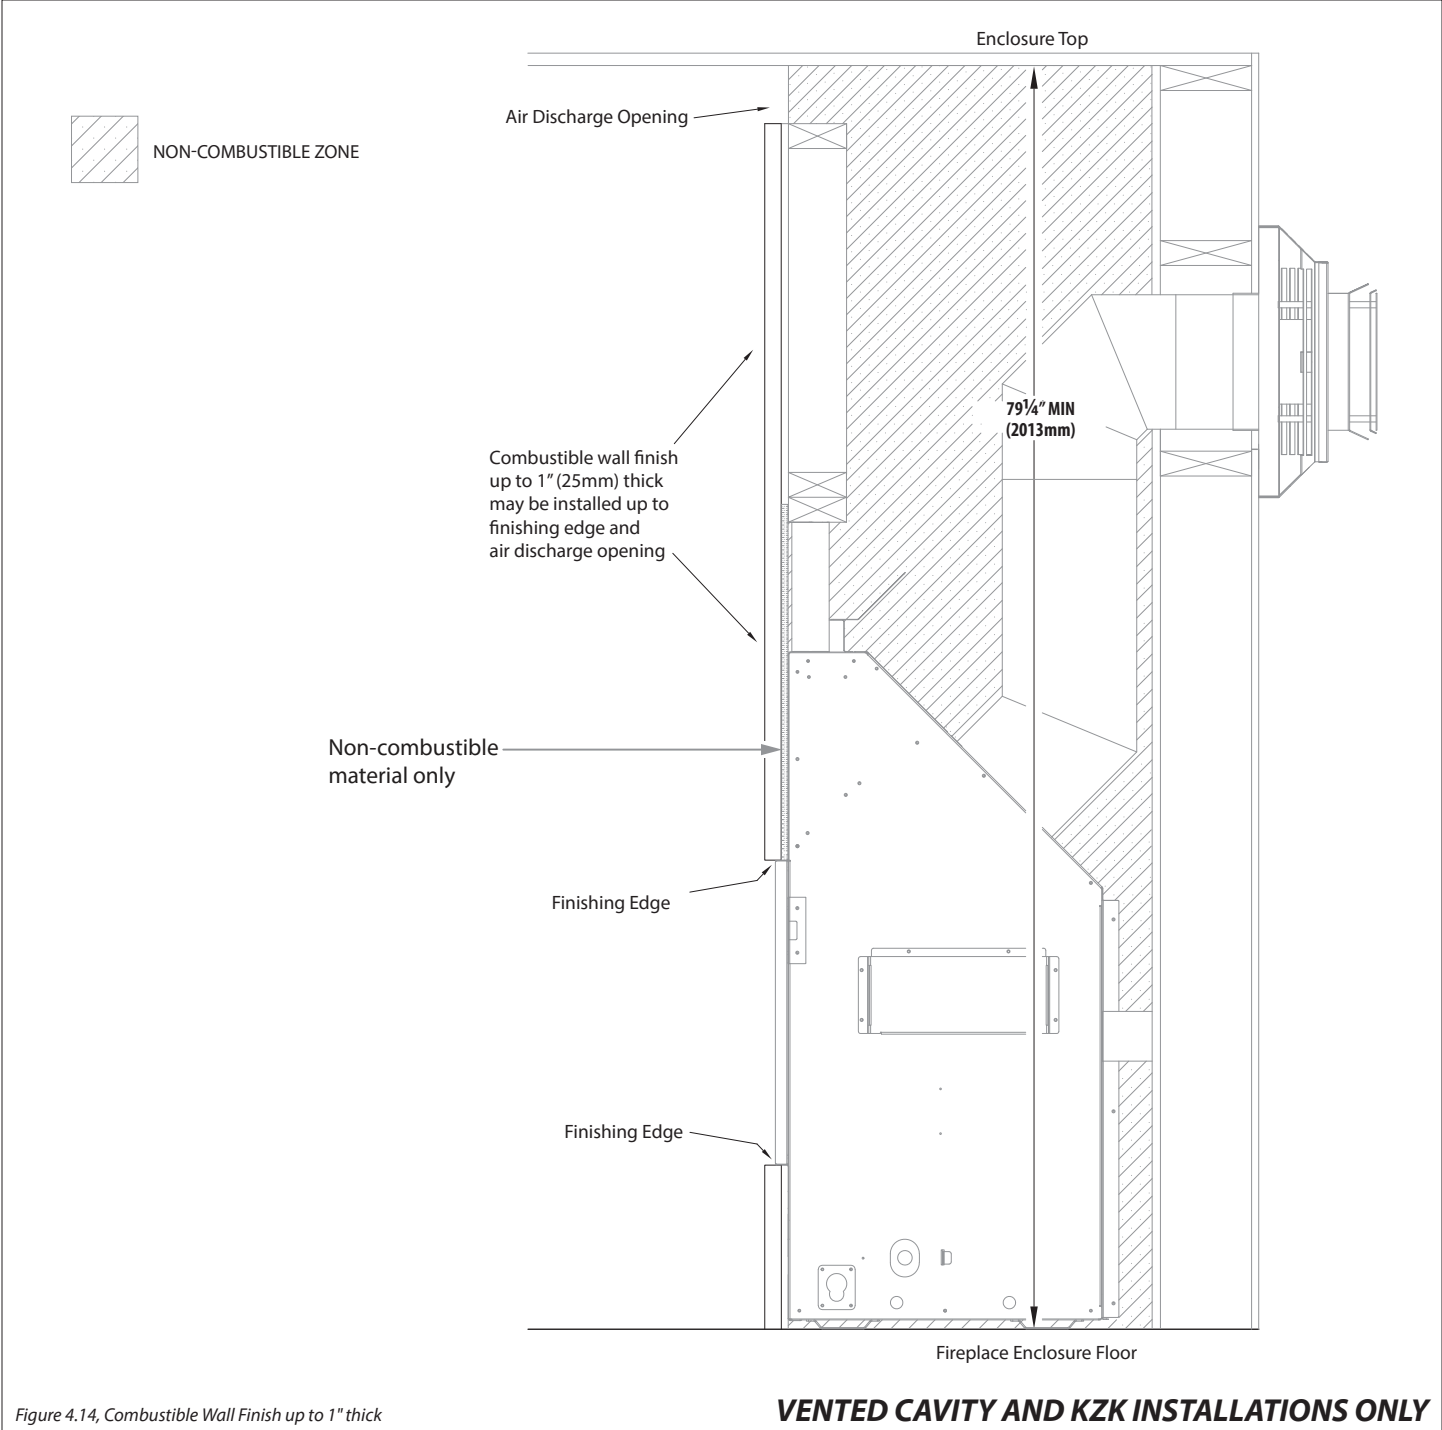 Enclosure Top
Air Discharge Opening
NON-COMBUSTIBLE ZONE
79¼" MIN
(2013mm)
Combustible wall finish
up to 1" (25mm) thick
may be installed up to
finishing edge and
air discharge opening
Non-combustible
material only
Finishing Edge
Finishing Edge
Fireplace Enclosure Floor
Figure 4.14, Combustible Wall Finish up to 1" thick
VENTED CAVITY AND KZK INSTALLATIONS ONLY